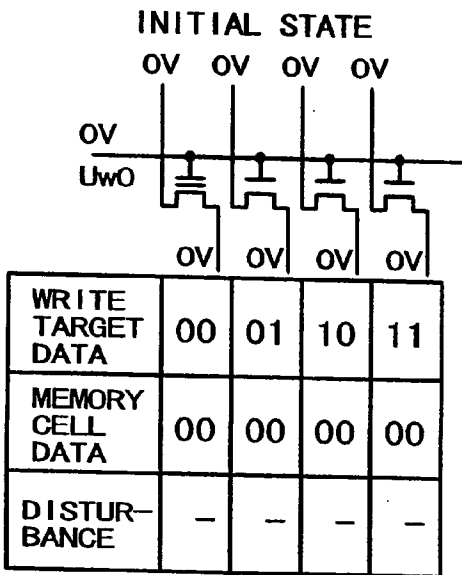 INITIAL STATE
0V 0V 0V 0V
0V
Uw0
0V 0V 0V 0V
WRITE TARGET DATA 00 01 10 11
MEMORY CELL DATA 00 00 00 00
DISTUR-
BANCE - - - -